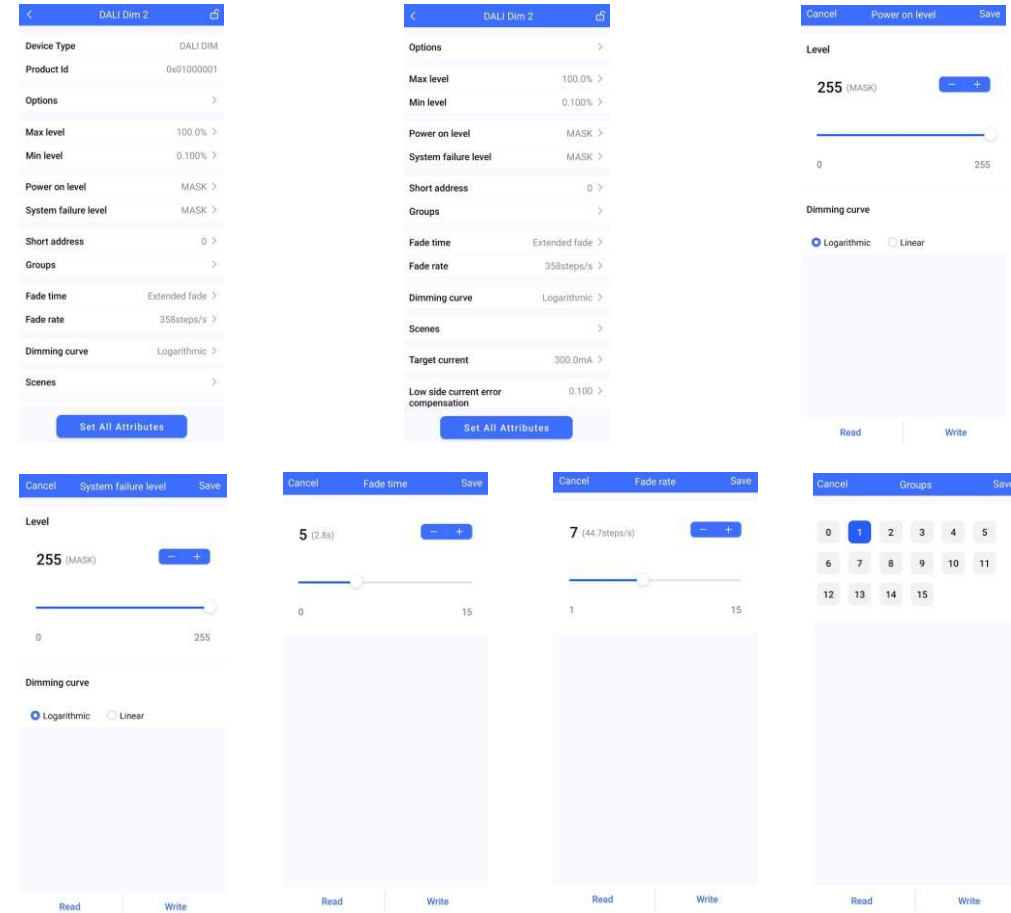 DALI Dim 2
Device Type DALI DIM
Product Id 0x01000001
Options
Max level 100.0%
Min level 0.100%
Power on level MASK
System failure level MASK
Short address 0
Groups
Fade time Extended fade
Fade rate 358steps/s
Dimming curve Logarithmic
Scenes
Set All Attributes
DALI Dim 2
Options
Max level 100.0%
Min level 0.100%
Power on level MASK
System failure level MASK
Short address 0
Groups
Fade time Extended fade
Fade rate 358steps/s
Dimming curve Logarithmic
Scenes
Target current 300.0mA
Low side current error 0.100
compensation
Set All Attributes
Cancel Power on level Save
Level
255 (MASK) − +
0 255
Dimming curve
Logarithmic Linear
Read Write
Cancel System failure level Save
Level
255 (MASK) − +
0 255
Dimming curve
Logarithmic Linear
Read Write
Cancel Fade time Save
5 (2.8s) − +
0 15
Read Write
Cancel Fade rate Save
7 (44.7steps/s) − +
1 15
Read Write
Cancel Groups Save
0 1 2 3 4 5
6 7 8 9 10 11
12 13 14 15
Read Write